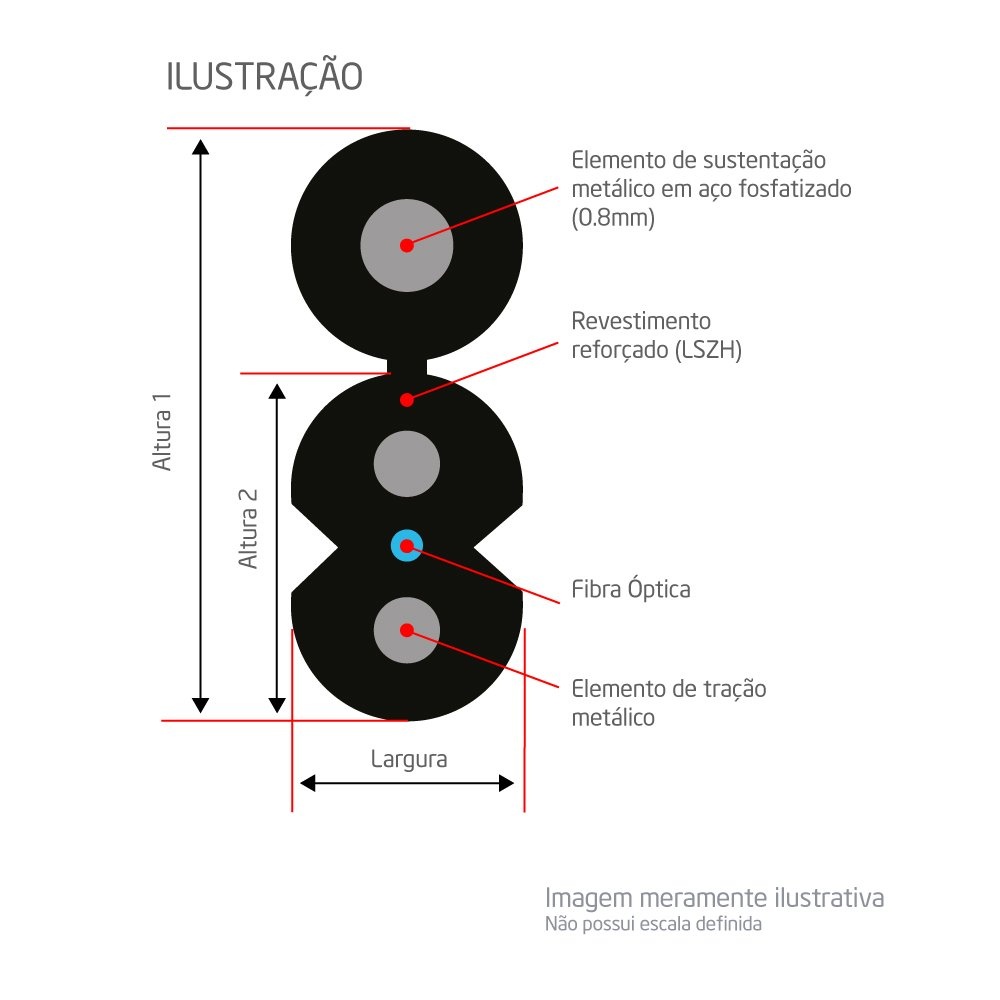 ILUSTRAÇÃO
Elemento de sustentação
metálico em aço fosfatizado
(0.8mm)
Revestimento
reforçado (LSZH)
Altura 1
Altura 2
Fibra Óptica
Elemento de tração
metálico
Largura
Imagem meramente ilustrativa
Não possui escala definida